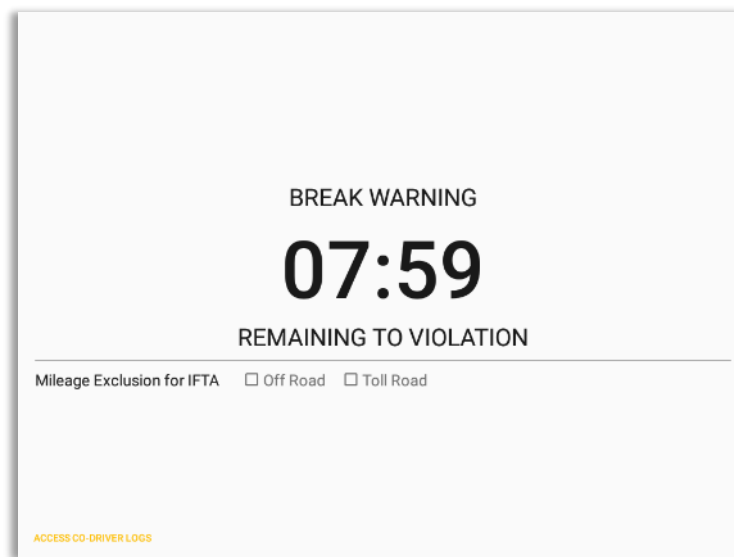 BREAK WARNING
07:59
REMAINING TO VIOLATION
Mileage Exclusion for IFTA Off Road Toll Road
ACCESS CO-DRIVER LOGS